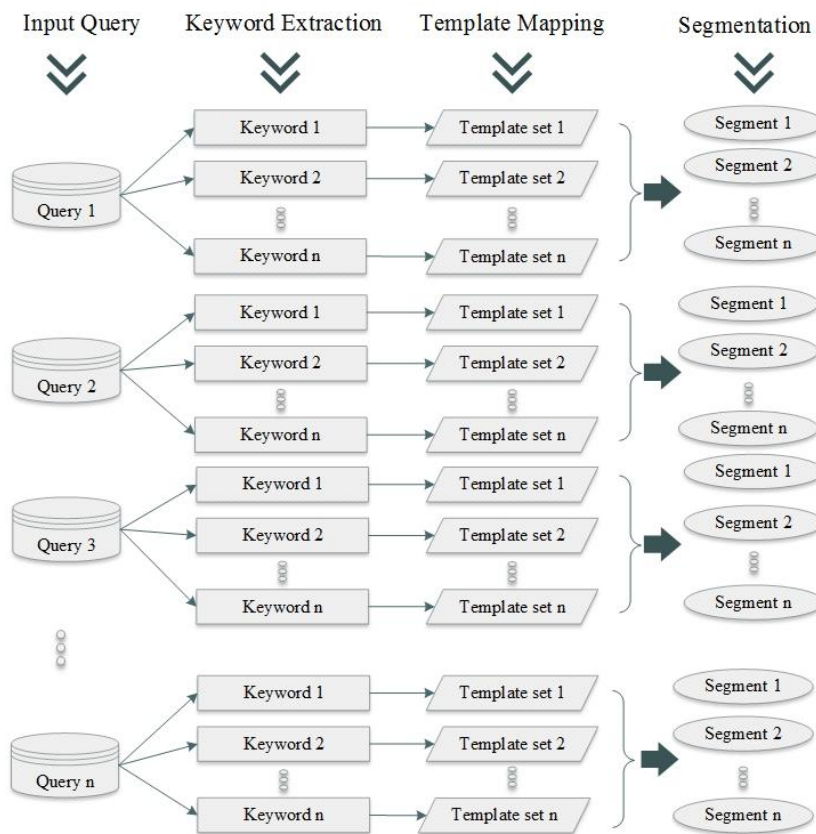 Input Query
Keyword Extraction
Template Mapping
Segmentation
Query 1
Keyword 1
Template set 1
Keyword 2
Template set 2
Keyword n
Template set n
Segment 1
Segment 2
Segment n
Query 2
Keyword 1
Template set 1
Keyword 2
Template set 2
Keyword n
Template set n
Segment 1
Segment 2
Segment n
Query 3
Keyword 1
Template set 1
Keyword 2
Template set 2
Keyword n
Template set n
Segment 1
Segment 2
Segment n
Query n
Keyword 1
Template set 1
Keyword 2
Template set 2
Keyword n
Template set n
Segment 1
Segment 2
Segment n